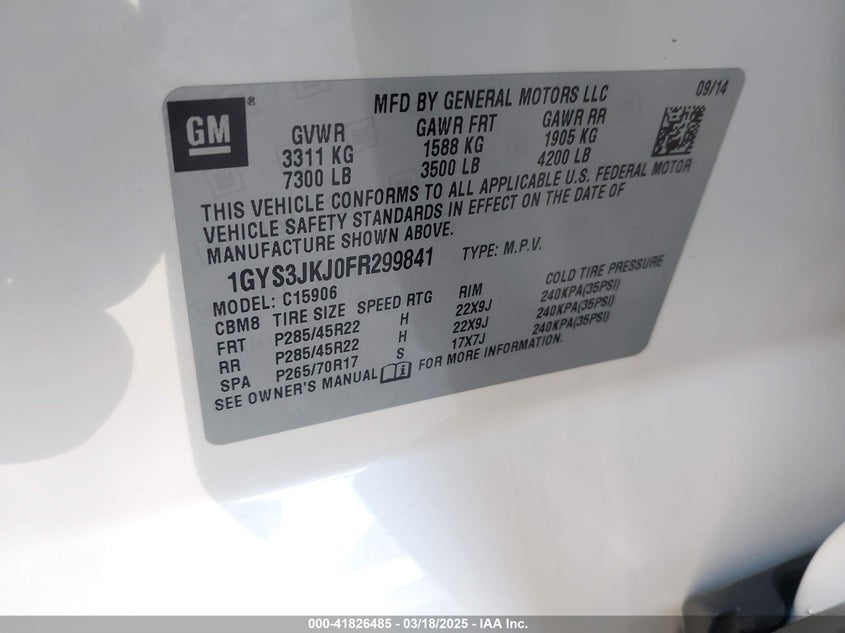 GM®
MFD BY GENERAL MOTORS LLC 09/14
GVWR GAWR FRT GAWR RR
3311 KG 1588 KG 1905 KG
7300 LB 3500 LB 4200 LB
THIS VEHICLE CONFORMS TO ALL APPLICABLE U.S. FEDERAL MOTOR
VEHICLE SAFETY STANDARDS IN EFFECT ON THE DATE OF
MANUFACTURE SHOWN ABOVE.
1GYS3JKJ0FR299841 TYPE: M.P.V.
MODEL: C15906
CBM8 TIRE SIZE SPEED RTG RIM COLD TIRE PRESSURE
FRT P285/45R22 H 22X9J 240KPA(35PSI)
RR P285/45R22 H 22X9J 240KPA(35PSI)
SPA P265/70R17 S 17X7J 240KPA(35PSI)
SEE OWNER'S MANUAL i FOR MORE INFORMATION.
000-41826485 - 03/18/2025 - IAA Inc.